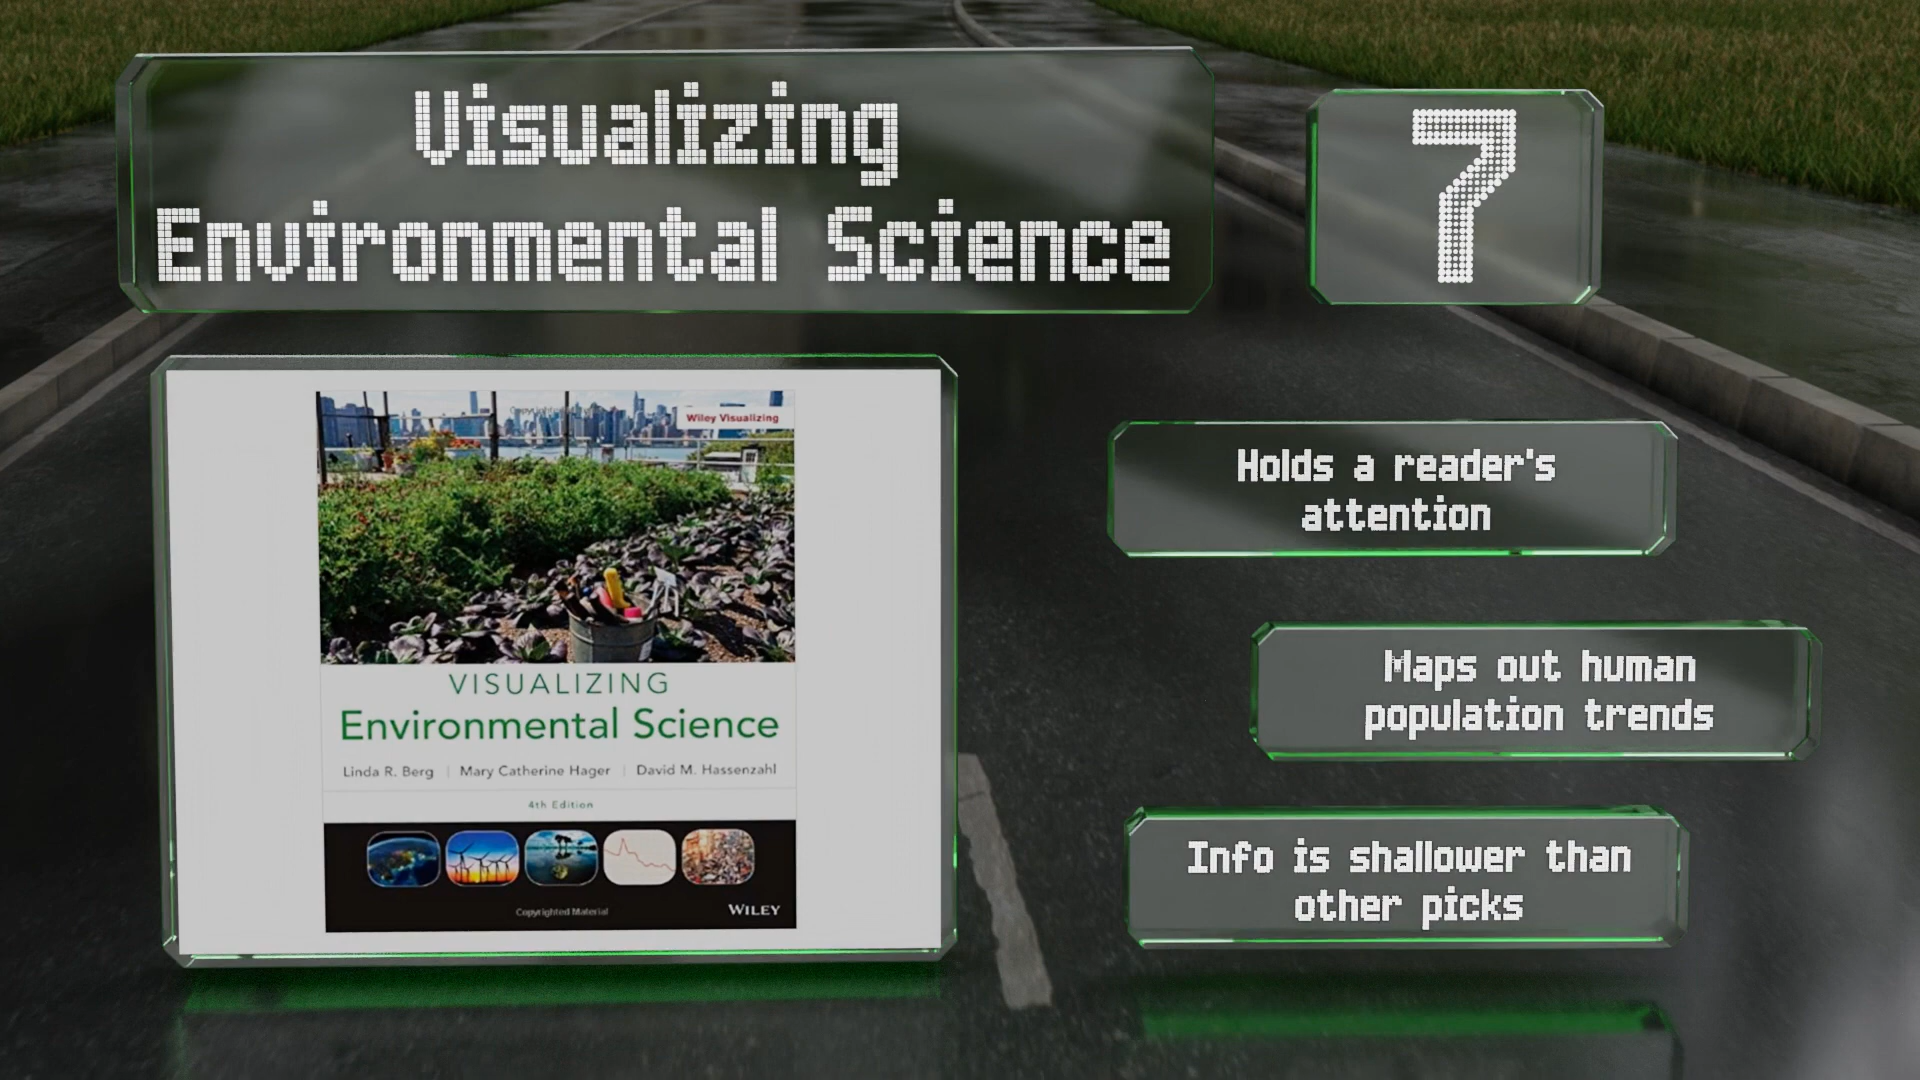 Visualizing
Environmental Science
7
Wiley Visualizing
VISUALIZING
Environmental Science
Linda R. Berg | Mary Catherine Hager | David M. Hassenzahl
4th Edition
Copyrighted Material
WILEY
Holds a reader's
attention
Maps out human
population trends
Info is shallower than
other picks